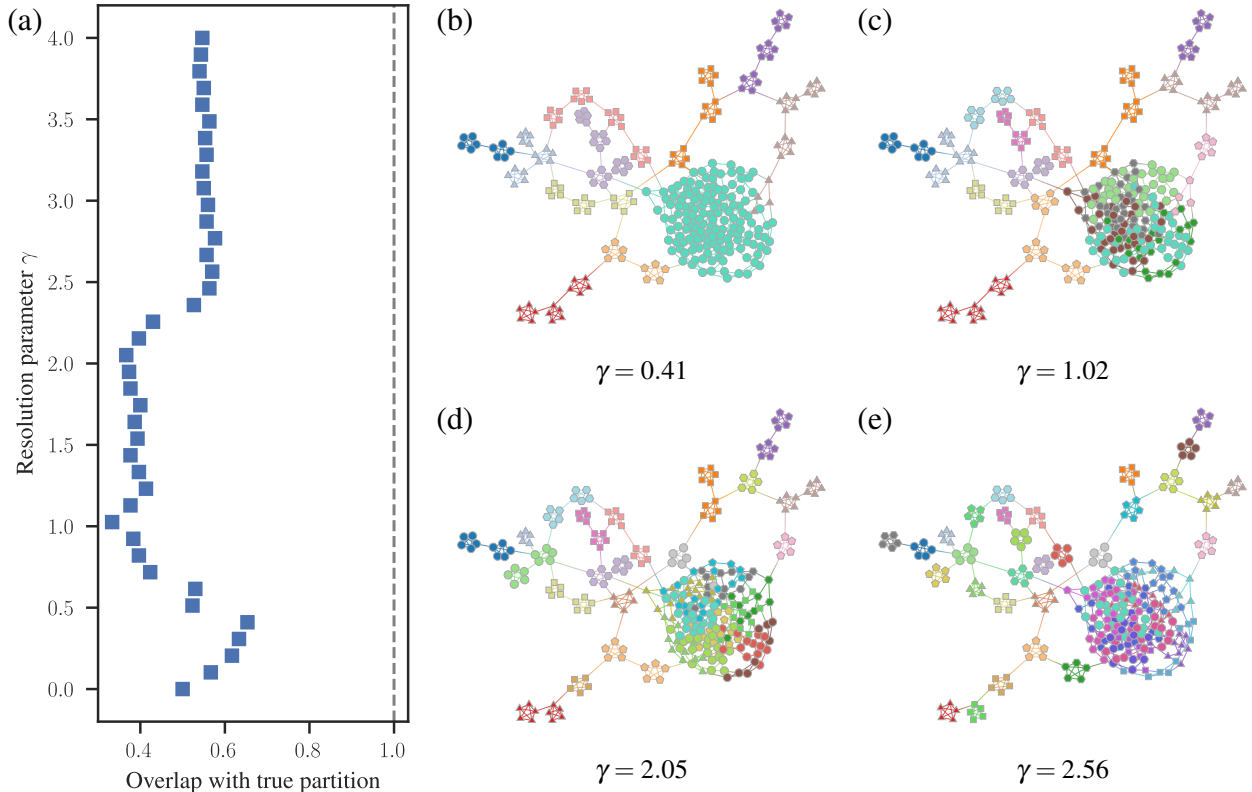 (a)
Resolution parameter γ
4.0
3.5
3.0
2.5
2.0
1.5
1.0
0.5
0.0
0.4
0.6
0.8
1.0
Overlap with true partition
(b)
γ = 0.41
(c)
γ = 1.02
(d)
γ = 2.05
(e)
γ = 2.56